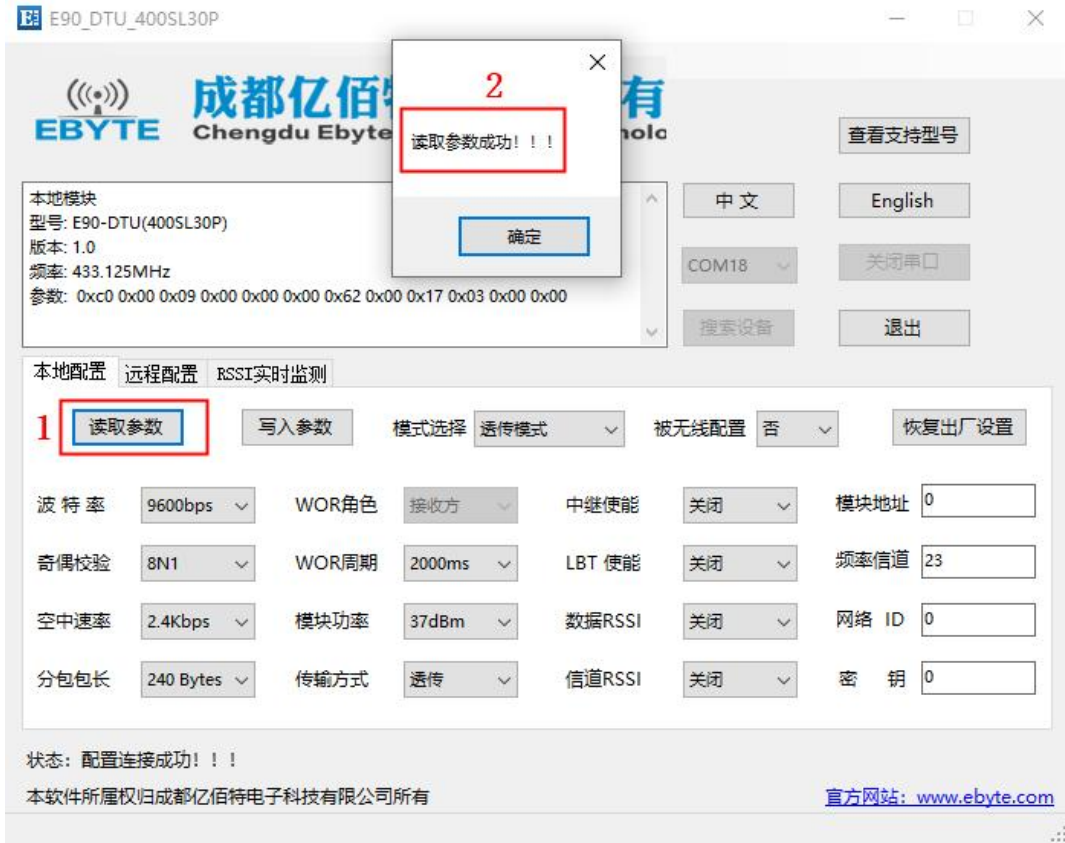 E90_DTU_400SL30P
2
EBYTE
成都亿佰 有
Chengdu Ebyte
读取参数成功！！！
确定
查看支持型号
本地模块
型号: E90-DTU(400SL30P)
版本: 1.0
频率: 433.125MHz
参数: 0xc0 0x00 0x09 0x00 0x00 0x00 0x62 0x00 0x17 0x03 0x00 0x00
中 文 English
COM18 关闭串口
搜索设备 退出
本地配置 远程配置 RSSI实时监测
1 读取参数 写入参数 模式选择 透传模式 被无线配置 否 恢复出厂设置
波 特 率 9600bps WOR角色 接收方 中继使能 关闭 模块地址 0
奇偶校验 8N1 WOR周期 2000ms LBT 使能 关闭 频率信道 23
空中速率 2.4Kbps 模块功率 37dBm 数据RSSI 关闭 网络 ID 0
分包包长 240 Bytes 传输方式 透传 信道RSSI 关闭 密 钥 0
状态：配置连接成功！！！
本软件所属权归成都亿佰特电子科技有限公司所有 官方网站：www.ebyte.com